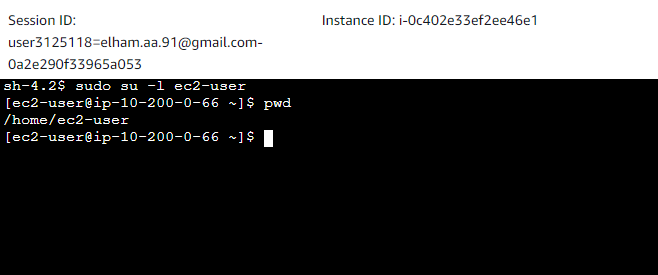 Session ID:
user3125118=elham.aa.91@gmail.com-
0a2e290f33965a053
Instance ID: i-0c402e33ef2ee46e1
sh-4.2$ sudo su -l ec2-user
[ec2-user@ip-10-200-0-66 ~]$ pwd
/home/ec2-user
[ec2-user@ip-10-200-0-66 ~]$